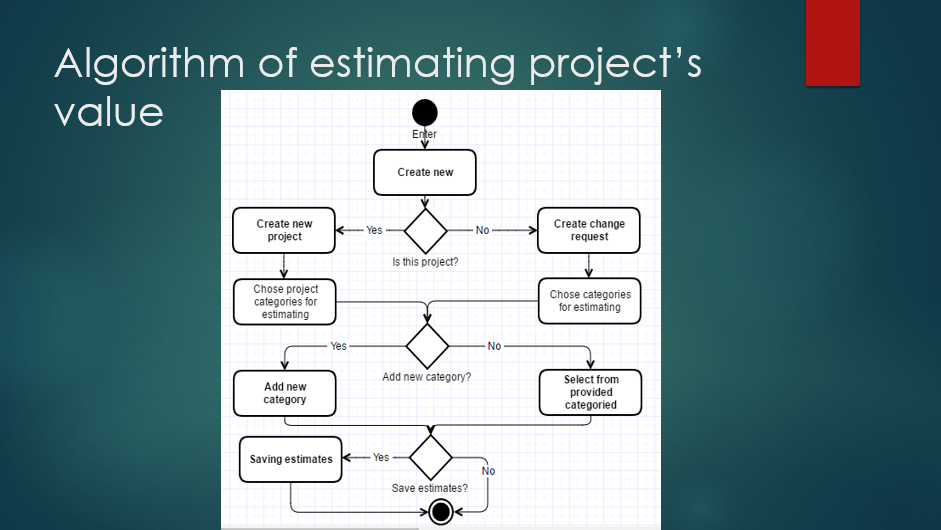 Algorithm of estimating project's
value
Enter
Create new
Create new
project
Yes
No
Create change
request
Is this project?
Chose project
categories for
estimating
Chose categories
for estimating
Yes
No
Add new category?
Add new
category
Select from
provided
categoried
Saving estimates
Yes
No
Save estimates?